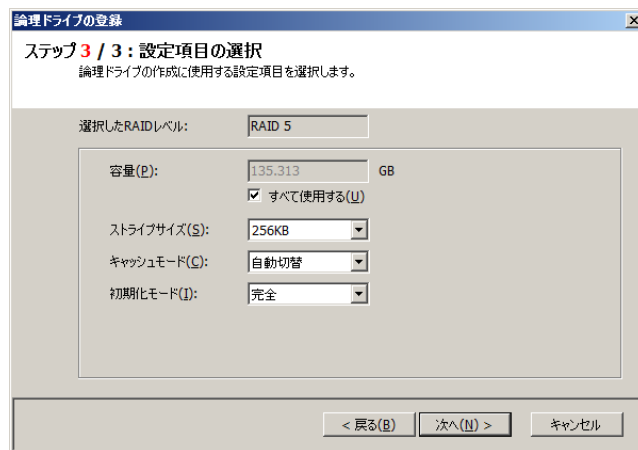 論理ドライブの登録
ステップ 3 / 3 : 設定項目の選択
論理ドライブの作成に使用する設定項目を選択します。
選択したRAIDレベル: RAID 5
容量(P): 135.313 GB
すべて使用する(U)
ストライプサイズ(S): 256KB
キャッシュモード(C): 自動切替
初期化モード(I): 完全
< 戻る(B) 次へ(N) > キャンセル